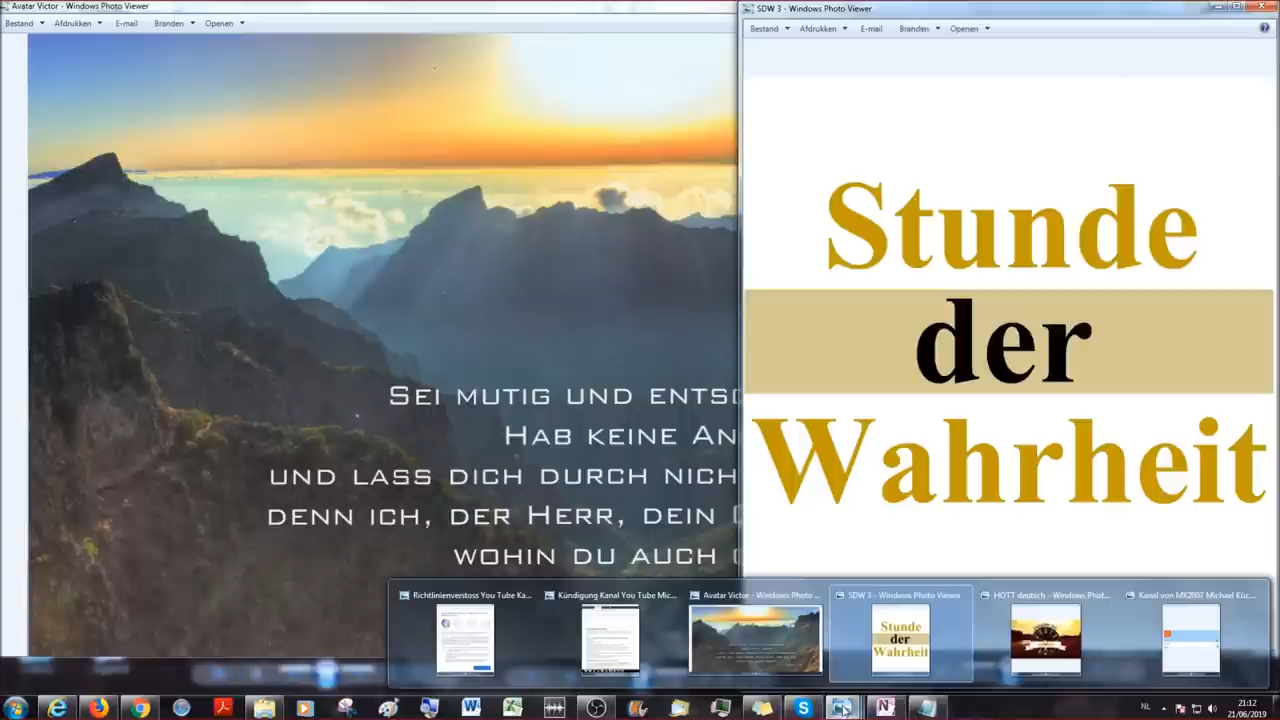 Avatar Victor - Windows Photo Viewer
Bestand Afdrukken E-mail Branden Openen
SEI MUTIG UND ENTSC
HAB KEINE AN
UND LASS DICH DURCH NICH
DENN ICH, DER HERR, DEIN
WOHIN DU AUCH
SDW 3 - Windows Photo Viewer
Bestand Afdrukken E-mail Branden Openen
Stunde
der
Wahrheit
Richtlinienverstoss You Tube Ka...
Kündigung Kanal You Tube Mic...
Avatar Victor - Windows Photo ...
SDW 3 - Windows Photo Viewer
HOTT deutsch - Windows Phot...
Kanal von MK2007 Michael Küc...
Stunde
der
Wahrheit
NL
21:12
21/06/2019